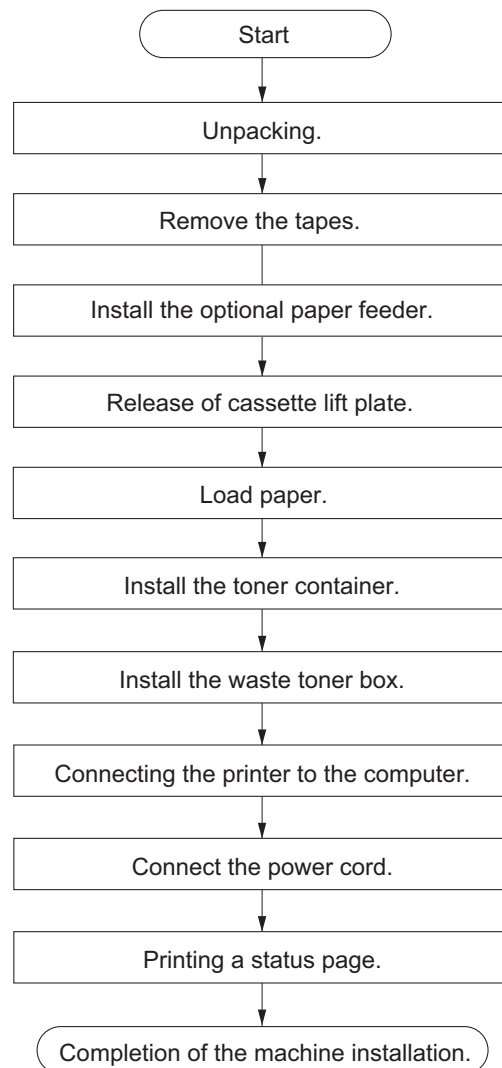 Start
Unpacking.
Remove the tapes.
Install the optional paper feeder.
Release of cassette lift plate.
Load paper.
Install the toner container.
Install the waste toner box.
Connecting the printer to the computer.
Connect the power cord.
Printing a status page.
Completion of the machine installation.